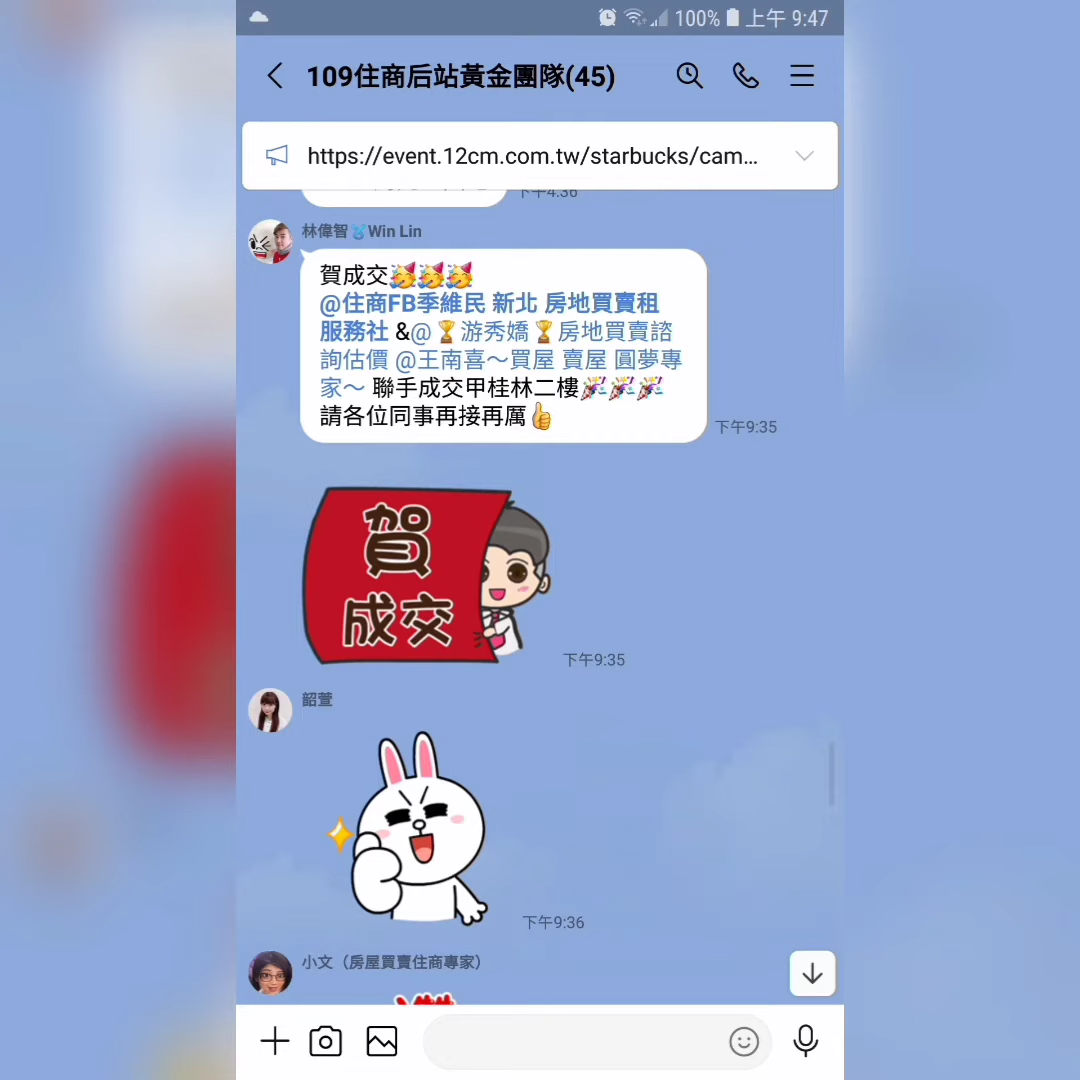 100% 上午 9:47
109住商后站黃金團隊(45)
https://event.12cm.com.tw/starbucks/cam...
下午4:36
林偉智 Win Lin
賀成交🥳🥳🥳
@住商FB季維民 新北 房地買賣租
服務社 &@🏆游秀嬌🏆房地買賣諮
詢估價 @王南喜～買屋 賣屋 圓夢專
家～ 聯手成交甲桂林二樓🎉🎉🎉
請各位同事再接再厲👍
下午9:35
賀
成交
下午9:35
韶萱
下午9:36
小文（房屋買賣住商專家）